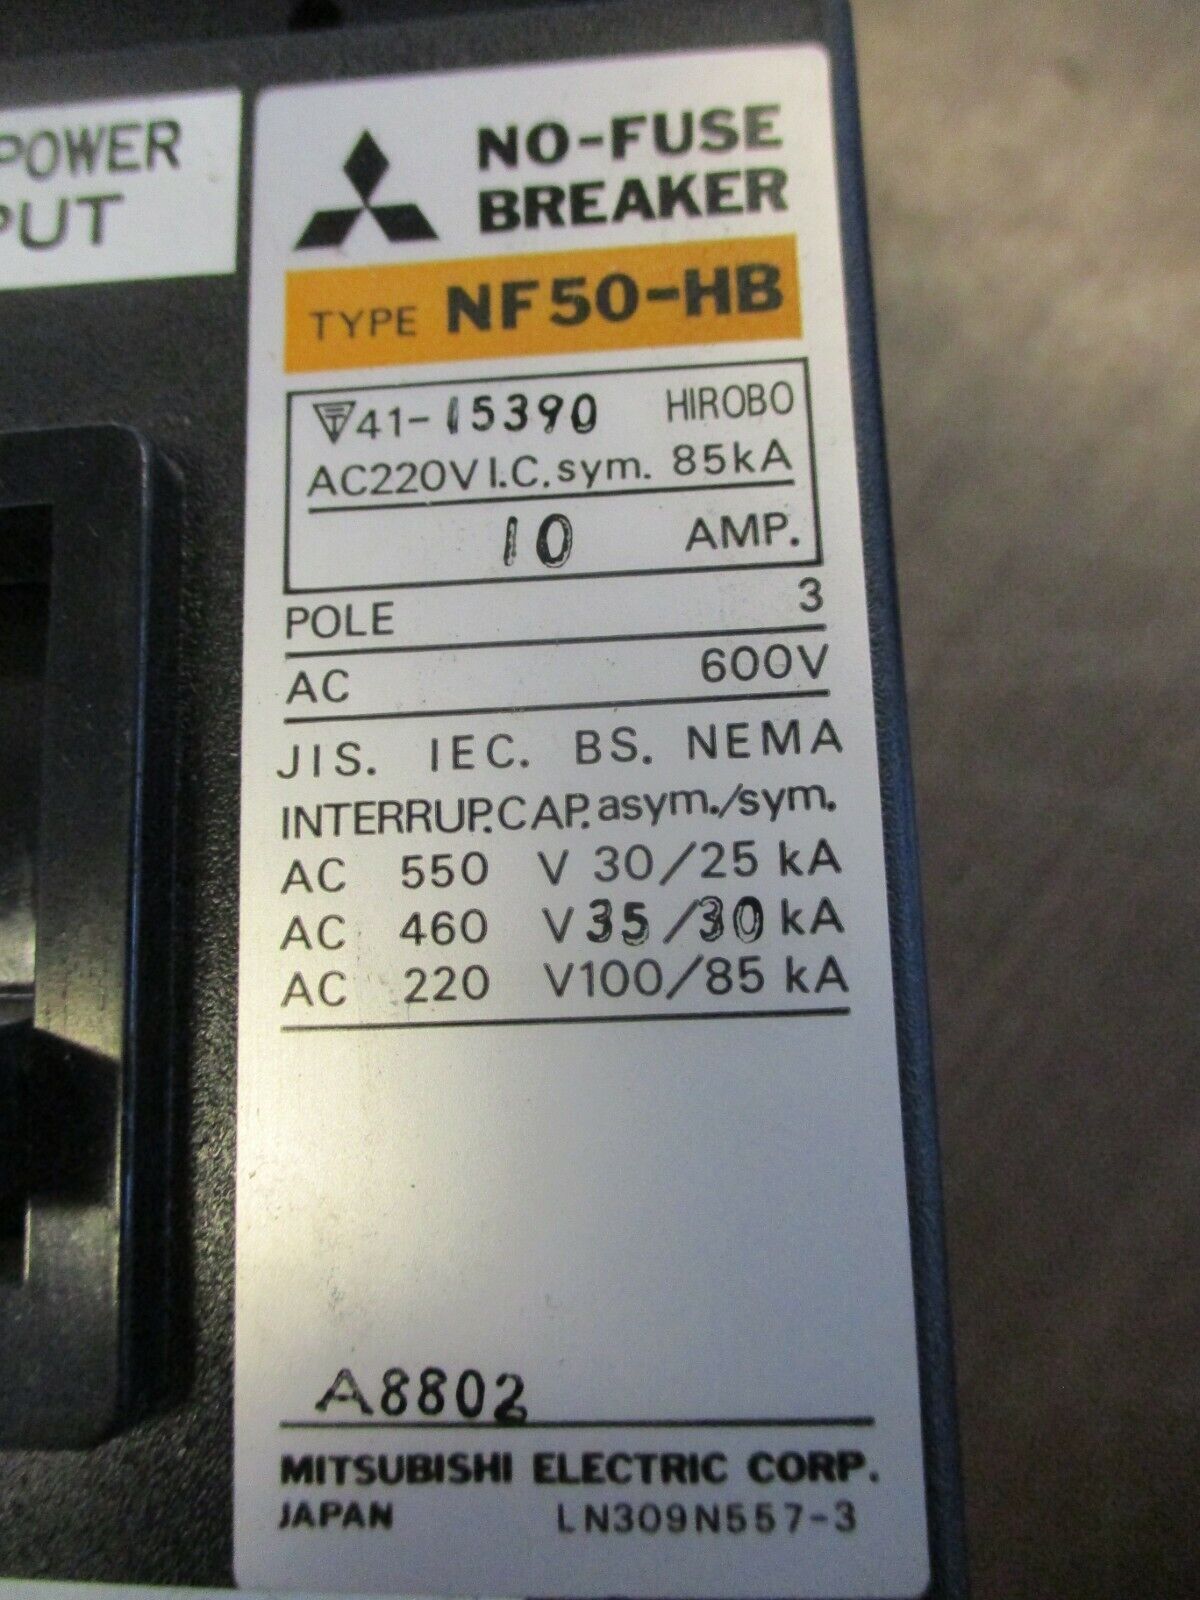 POWER
PUT
NO-FUSE
BREAKER
TYPE NF50-HB
41-15390 HIROBO
AC220V I.C. sym. 85kA
10 AMP.
POLE 3
AC 600V
JIS. IEC. BS. NEMA
INTERRUP.CAP. asym./sym.
AC 550 V 30/25 kA
AC 460 V 35/30 kA
AC 220 V100/85 kA
A8802
MITSUBISHI ELECTRIC CORP.
JAPAN LN309N557-3